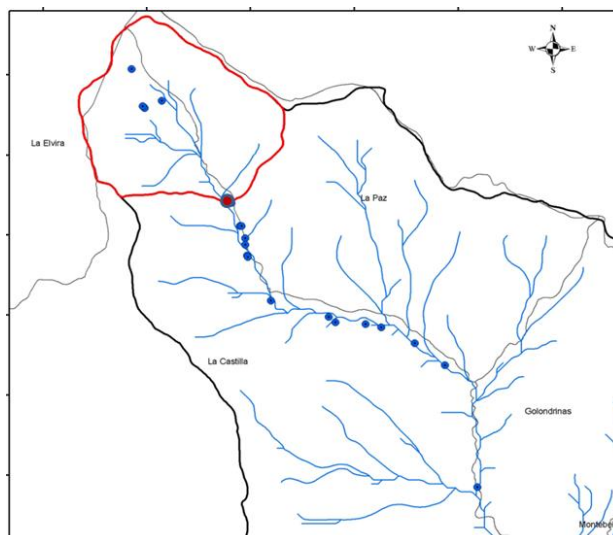 N
W E
S
La Elvira
La Paz
La Castilla
Golondrinas